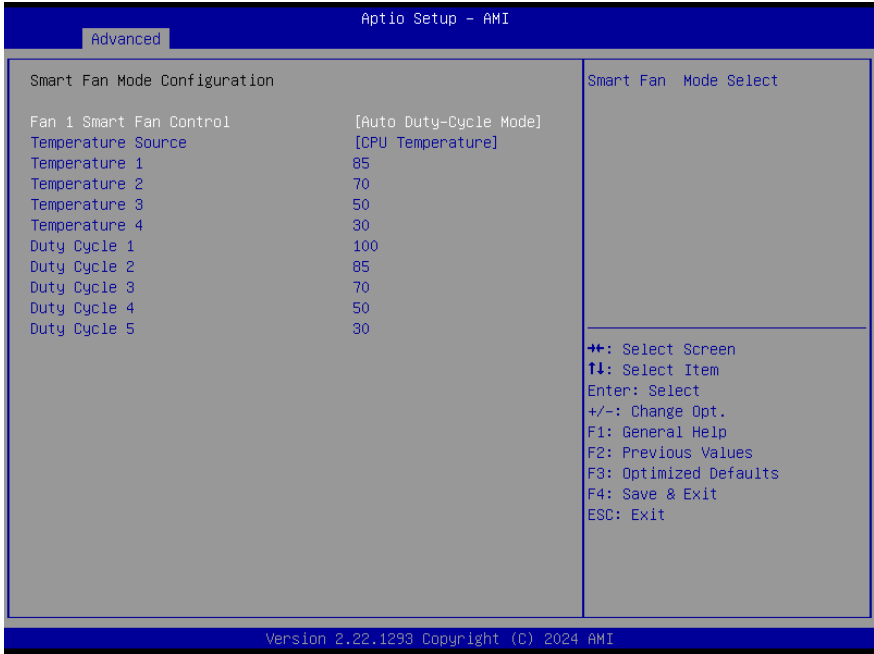 Aptio Setup – AMI
Advanced
Smart Fan Mode Configuration
Fan 1 Smart Fan Control [Auto Duty-Cycle Mode]
Temperature Source [CPU Temperature]
Temperature 1 85
Temperature 2 70
Temperature 3 50
Temperature 4 30
Duty Cycle 1 100
Duty Cycle 2 85
Duty Cycle 3 70
Duty Cycle 4 50
Duty Cycle 5 30
Smart Fan  Mode Select
→←: Select Screen
↑↓: Select Item
Enter: Select
+/-: Change Opt.
F1: General Help
F2: Previous Values
F3: Optimized Defaults
F4: Save & Exit
ESC: Exit
Version 2.22.1293 Copyright (C) 2024 AMI